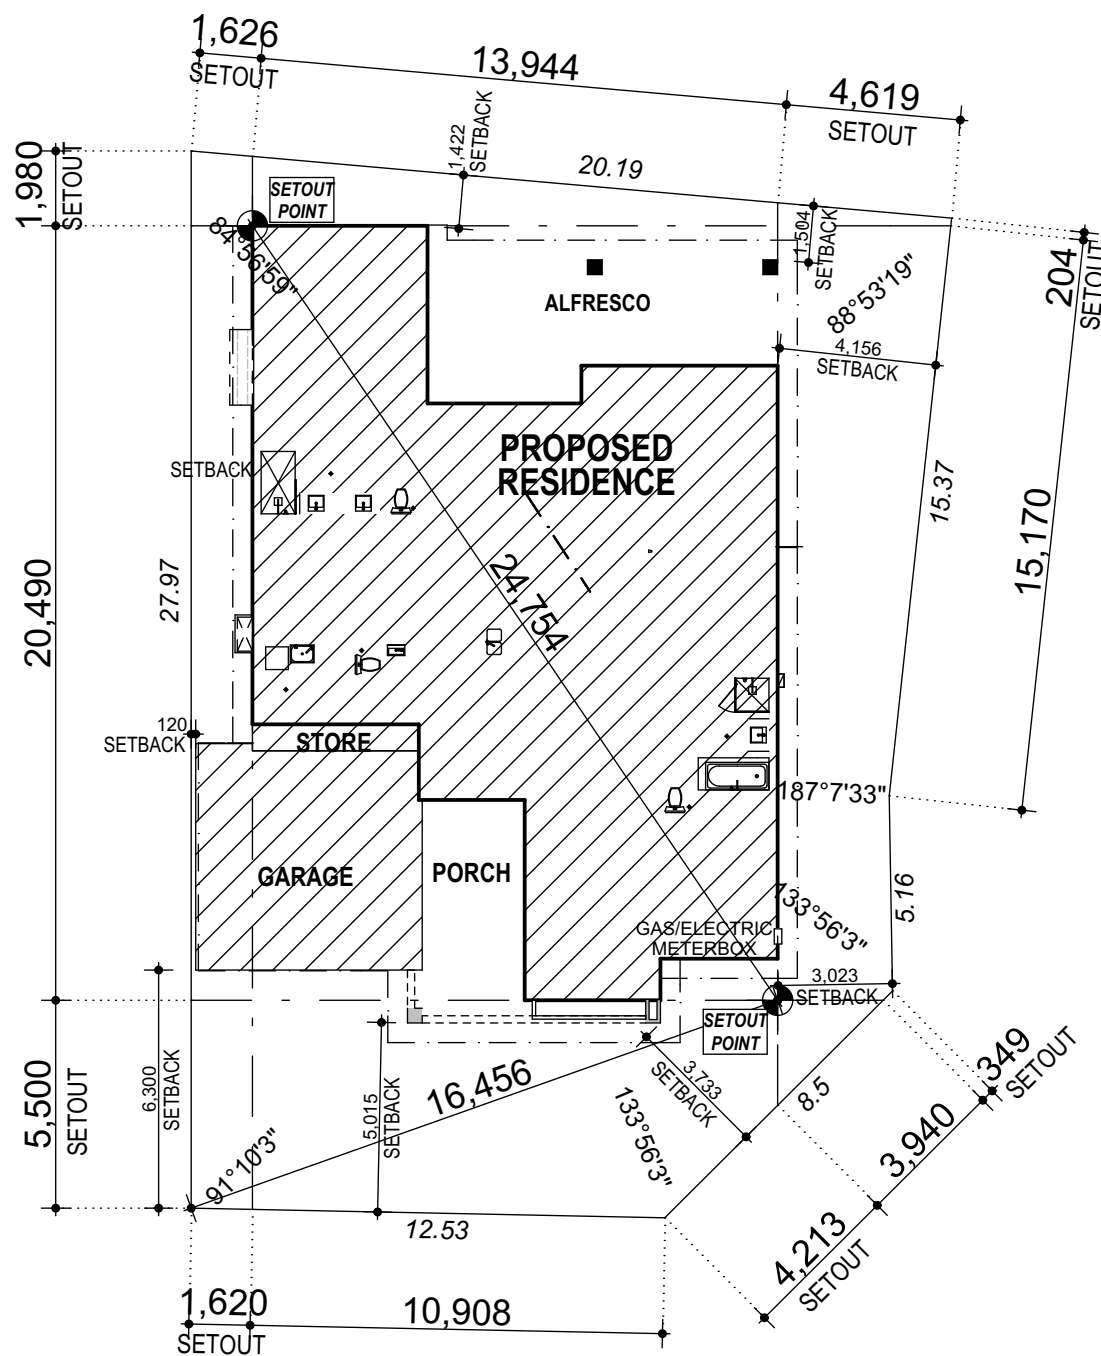 1,626
SETOUT
13,944
4,619
SETOUT
1,422
SETBACK
20.19
1,980
SETOUT
SETOUT
POINT
84°56'59"
1,504
SETBACK
204
SETOUT
88°53'19"
ALFRESCO
4,156
SETBACK
PROPOSED
RESIDENCE
SETBACK
15.37
15,170
20,490
27.97
24,754
120
SETBACK
STORE
187°7'33"
GARAGE
PORCH
5.16
133°56'3"
GAS/ELECTRIC
METERBOX
3,023
SETBACK
SETOUT
POINT
5,500
SETOUT
6,300
SETBACK
5,015
SETBACK
16,456
3,733
SETBACK
349
SETOUT
8.5
3,940
133°56'3"
91°10'3"
12.53
4,213
SETOUT
1,620
SETOUT
10,908